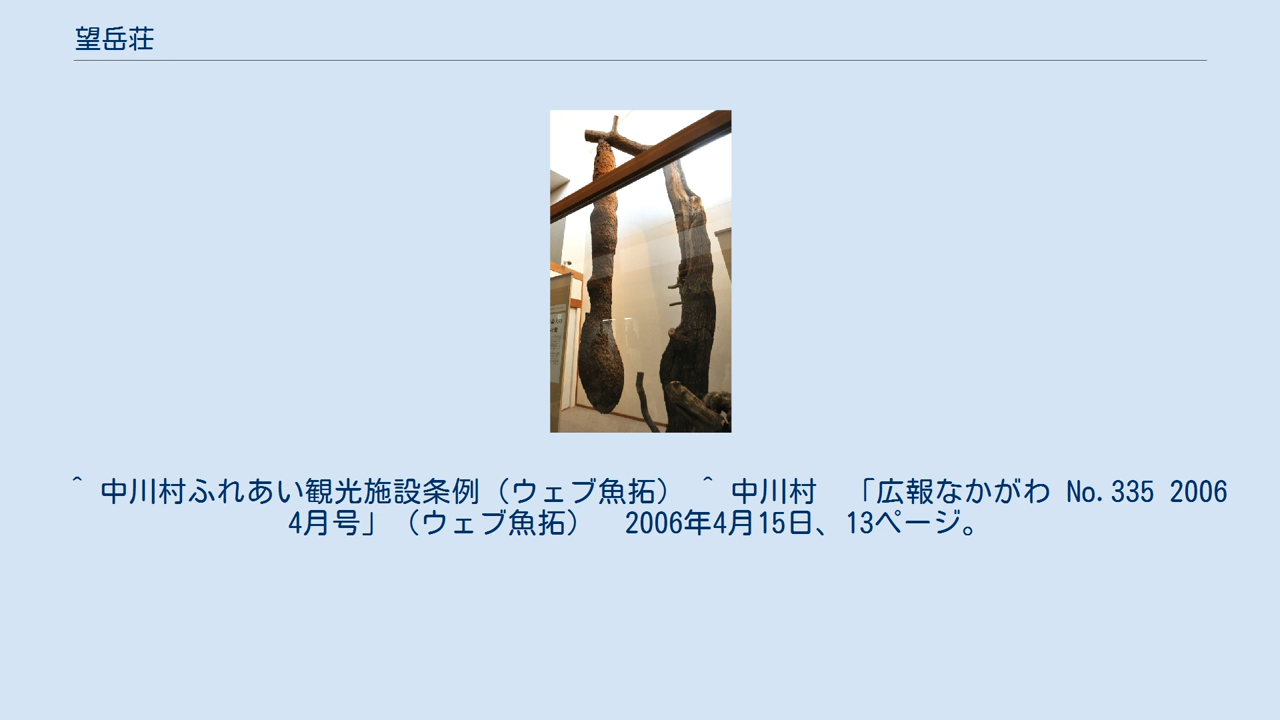 望岳荘
^ 中川村ふれあい観光施設条例（ウェブ魚拓） ^ 中川村　「広報なかがわ No.335 2006
4月号」（ウェブ魚拓）　2006年4月15日、13ページ。